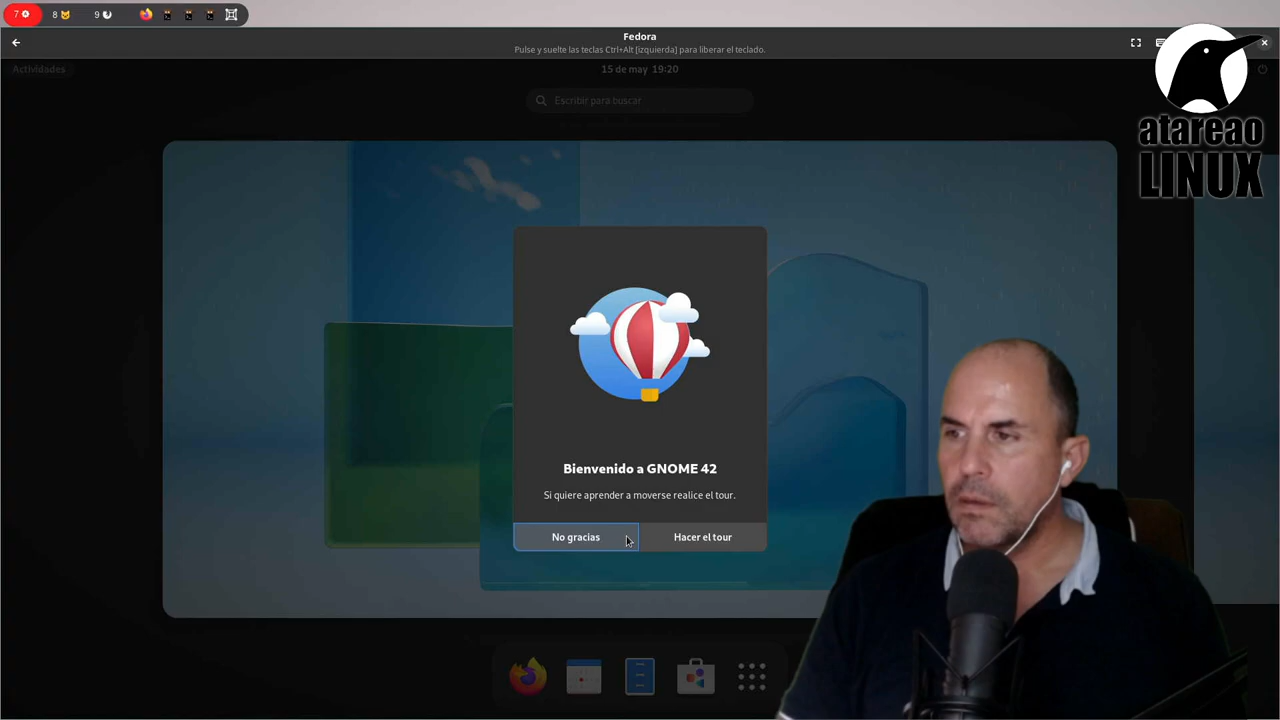 7
8
9
Fedora
Pulse y suelte las teclas Ctrl+Alt [izquierda] para liberar el teclado.
Actividades
15 de may 19:20
Escribir para buscar
atareao
LINUX
Bienvenido a GNOME 42
Si quiere aprender a moverse realice el tour.
No gracias
Hacer el tour